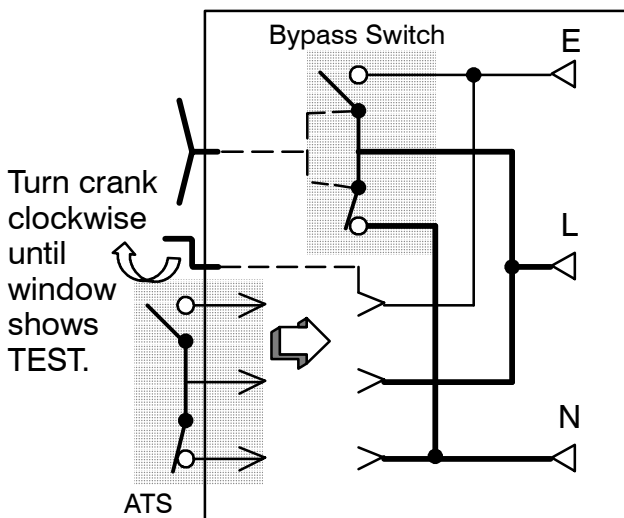 Bypass Switch
E
Turn crank
clockwise
until
window
shows
TEST.
L
N
ATS